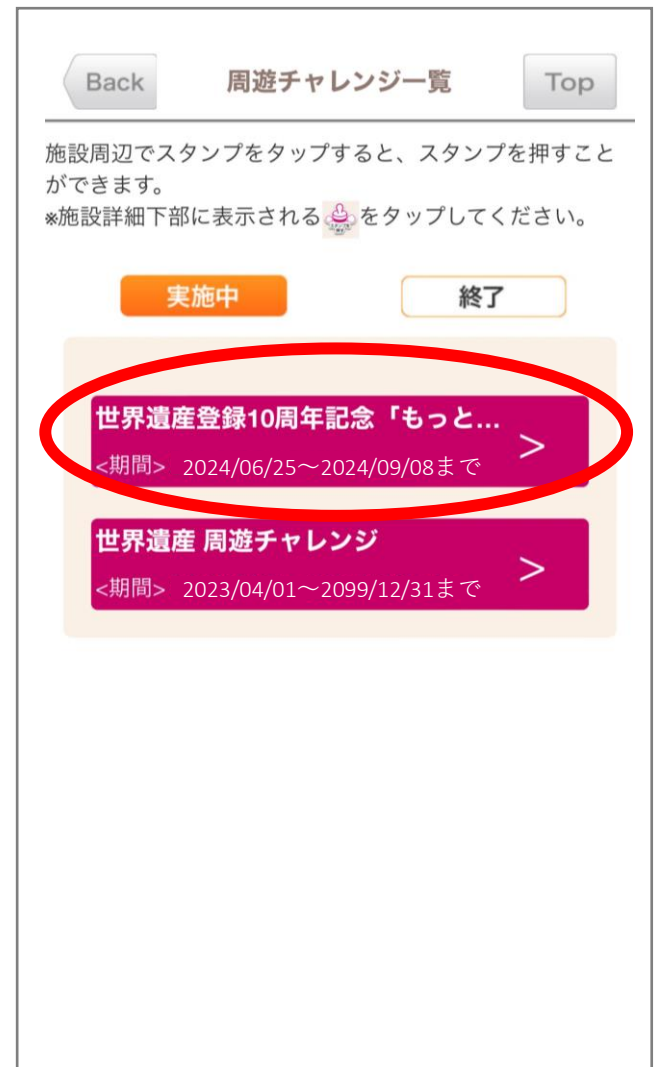 Back 周遊チャレンジ一覧 Top
施設周辺でスタンプをタップすると、スタンプを押すこと
ができます。
※施設詳細下部に表示されるをタップしてください。
実施中 終了
世界遺産登録10周年記念「もっと...
<期間> 2024/06/25～2024/09/08まで >
世界遺産 周遊チャレンジ
<期間> 2023/04/01～2099/12/31まで >